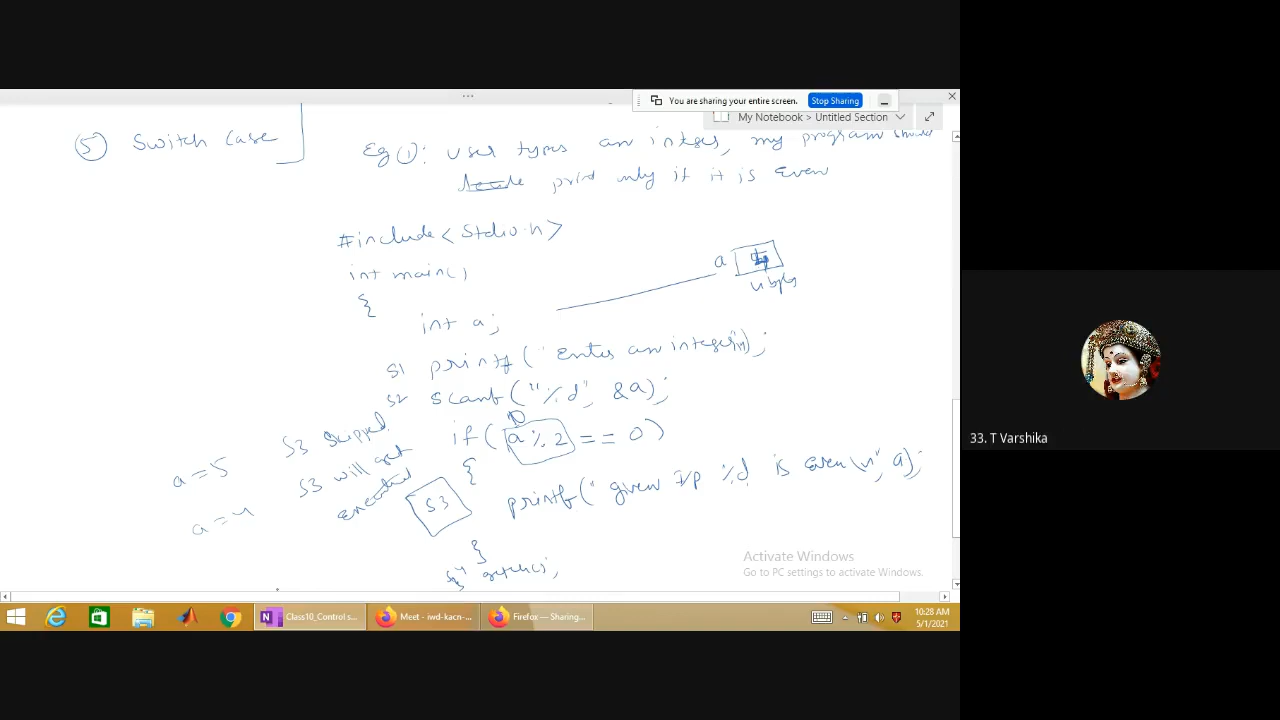 You are sharing your entire screen. Stop Sharing
My Notebook > Untitled Section
(5) Switch Case
Eg(1): User types an integer, my program should
print only if it is even
#include<stdio.h>
int main()
{
a
4 bytes
int a;
S1 printf("Enter an integer\n");
S2 scanf("%d", &a);
if(a%2 == 0)
S3 skipped
a=5
{
S3 will get
executed
S3 printf("given I/p %d is even\n", a);
a=4
}
S4 getch();
}
33. T Varshika
Activate Windows
Go to PC settings to activate Windows.
Class10_Control s...
Meet - iwd-kacn-...
Firefox — Sharing...
10:28 AM
5/1/2021